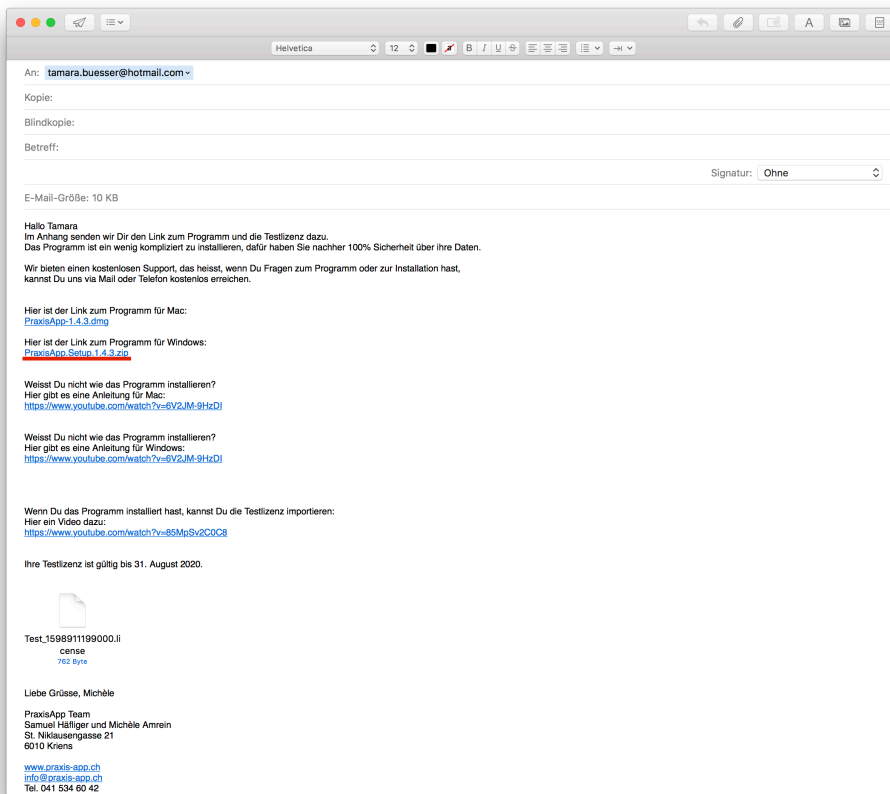 Helvetica
12
A
B I U S
An: tamara.buesser@hotmail.com
Kopie:
Blindkopie:
Betreff:
Signatur: Ohne
E-Mail-Größe: 10 KB
Hallo Tamara
Im Anhang senden wir Dir den Link zum Programm und die Testlizenz dazu.
Das Programm ist ein wenig kompliziert zu installieren, dafür haben Sie nachher 100% Sicherheit über ihre Daten.
Wir bieten einen kostenlosen Support, das heisst, wenn Du Fragen zum Programm oder zur Installation hast,
kannst Du uns via Mail oder Telefon kostenlos erreichen.
Hier ist der Link zum Programm für Mac:
PraxisApp-1.4.3.dmg
Hier ist der Link zum Programm für Windows:
PraxisApp.Setup.1.4.3.zip
Weisst Du nicht wie das Programm installieren?
Hier gibt es eine Anleitung für Mac:
https://www.youtube.com/watch?v=6V2JM-9HzDI
Weisst Du nicht wie das Programm installieren?
Hier gibt es eine Anleitung für Windows:
https://www.youtube.com/watch?v=6V2JM-9HzDI
Wenn Du das Programm installiert hast, kannst Du die Testlizenz importieren:
Hier ein Video dazu:
https://www.youtube.com/watch?v=85MpSv2C0C8
Ihre Testlizenz ist gültig bis 31. August 2020.
Test_1598911199000.li
cense
762 Byte
Liebe Grüsse, Michèle
PraxisApp Team
Samuel Häfliger und Michèle Amrein
St. Niklausengasse 21
6010 Kriens
www.praxis-app.ch
info@praxis-app.ch
Tel. 041 534 60 42